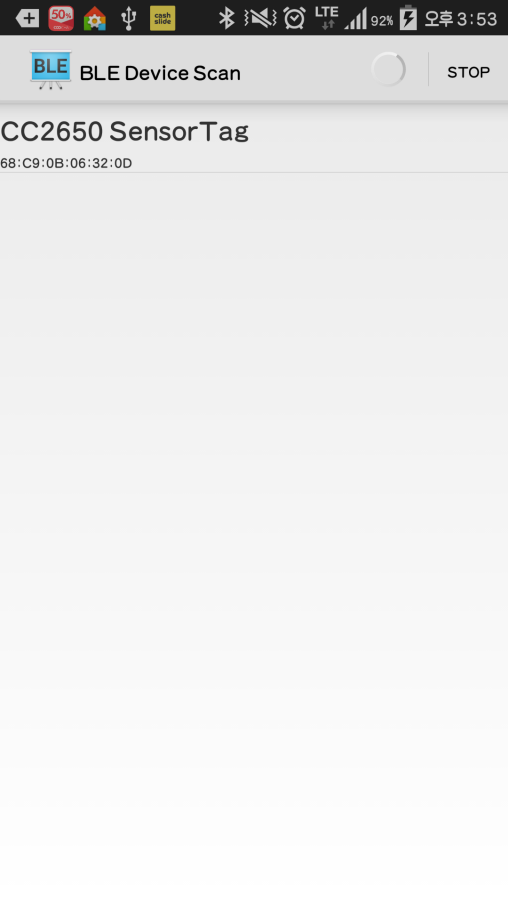 50%
cash
slide
LTE
92%
오후 3:53
BLE
BLE Device Scan
STOP
CC2650 SensorTag
68:C9:0B:06:32:0D